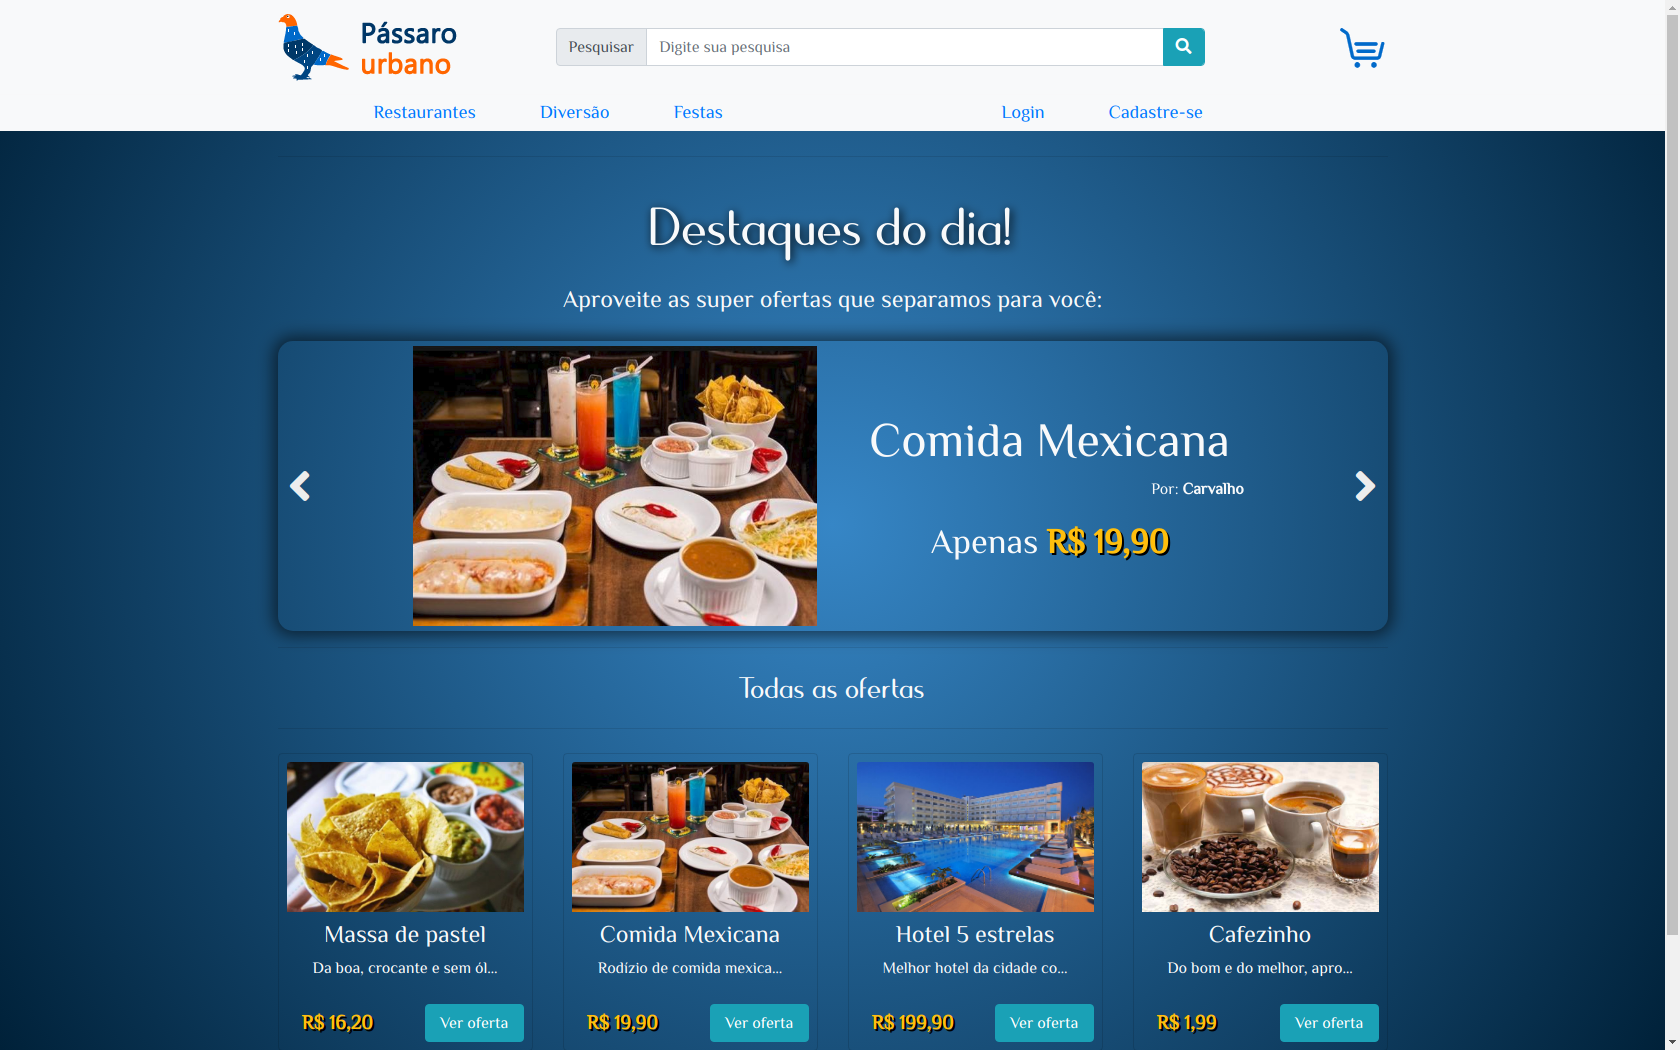 Pássaro
urbano
Pesquisar
Digite sua pesquisa
Restaurantes
Diversão
Festas
Login
Cadastre-se
Destaques do dia!
Aproveite as super ofertas que separamos para você:
Comida Mexicana
Por: Carvalho
Apenas R$ 19,90
Todas as ofertas
Massa de pastel
Da boa, crocante e sem ól...
R$ 16,20
Ver oferta
Comida Mexicana
Rodízio de comida mexica...
R$ 19,90
Ver oferta
Hotel 5 estrelas
Melhor hotel da cidade co...
R$ 199,90
Ver oferta
Cafezinho
Do bom e do melhor, apro...
R$ 1,99
Ver oferta